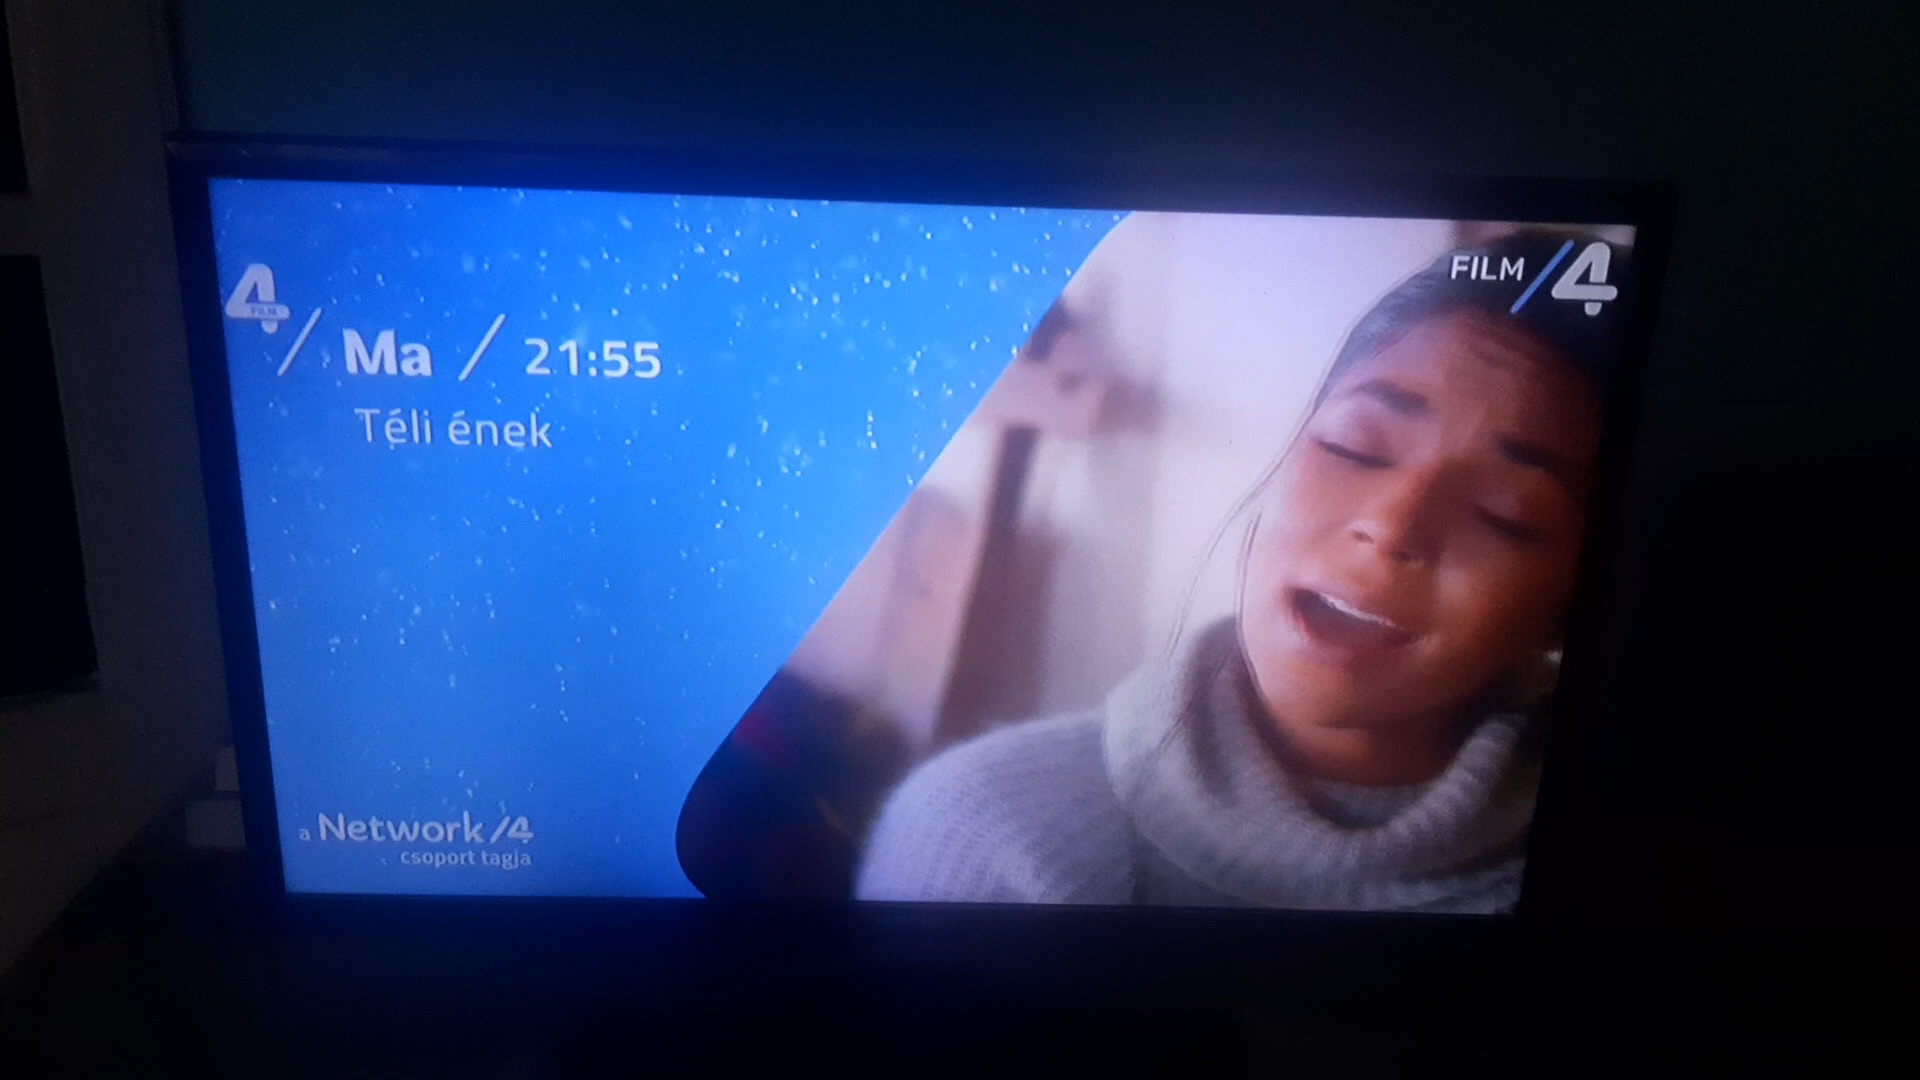 4
FILM
/ Ma / 21:55
Téli ének
FILM/4
a Network/4
csoport tagja